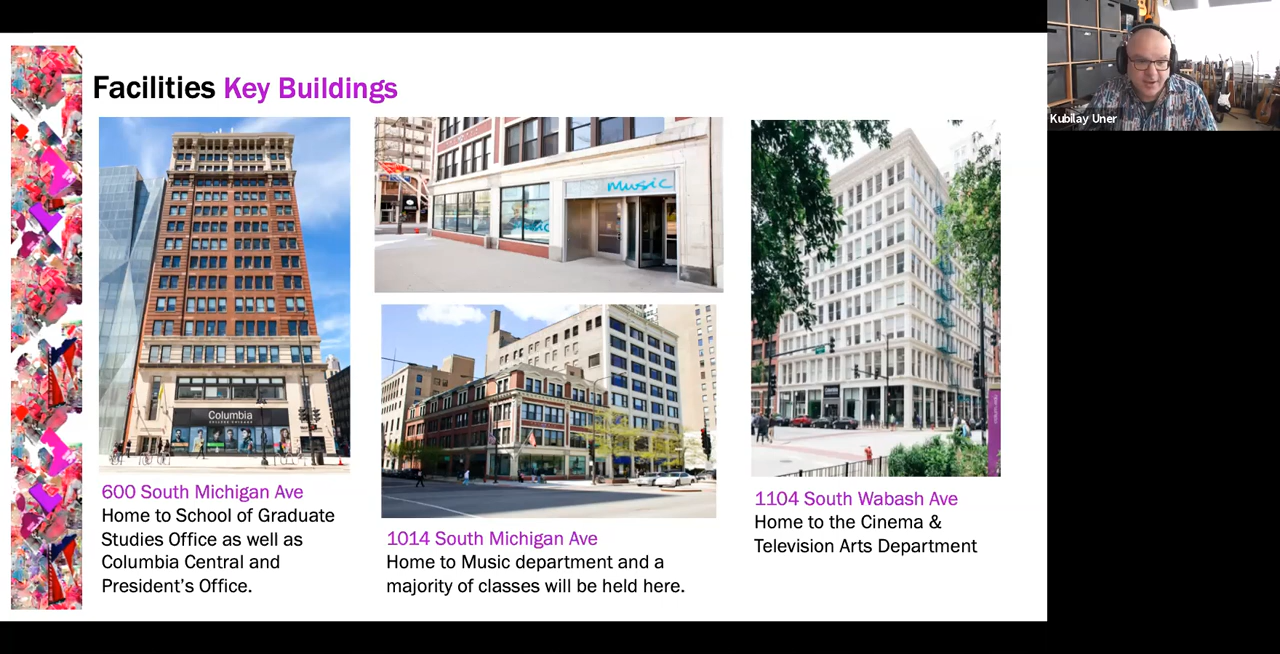 Facilities Key Buildings
Kubilay Uner
music
Columbia
COLLEGE CHICAGO
600 South Michigan Ave
Home to School of Graduate
Studies Office as well as
Columbia Central and
President's Office.
1014 South Michigan Ave
Home to Music department and a
majority of classes will be held here.
1104 South Wabash Ave
Home to the Cinema &
Television Arts Department